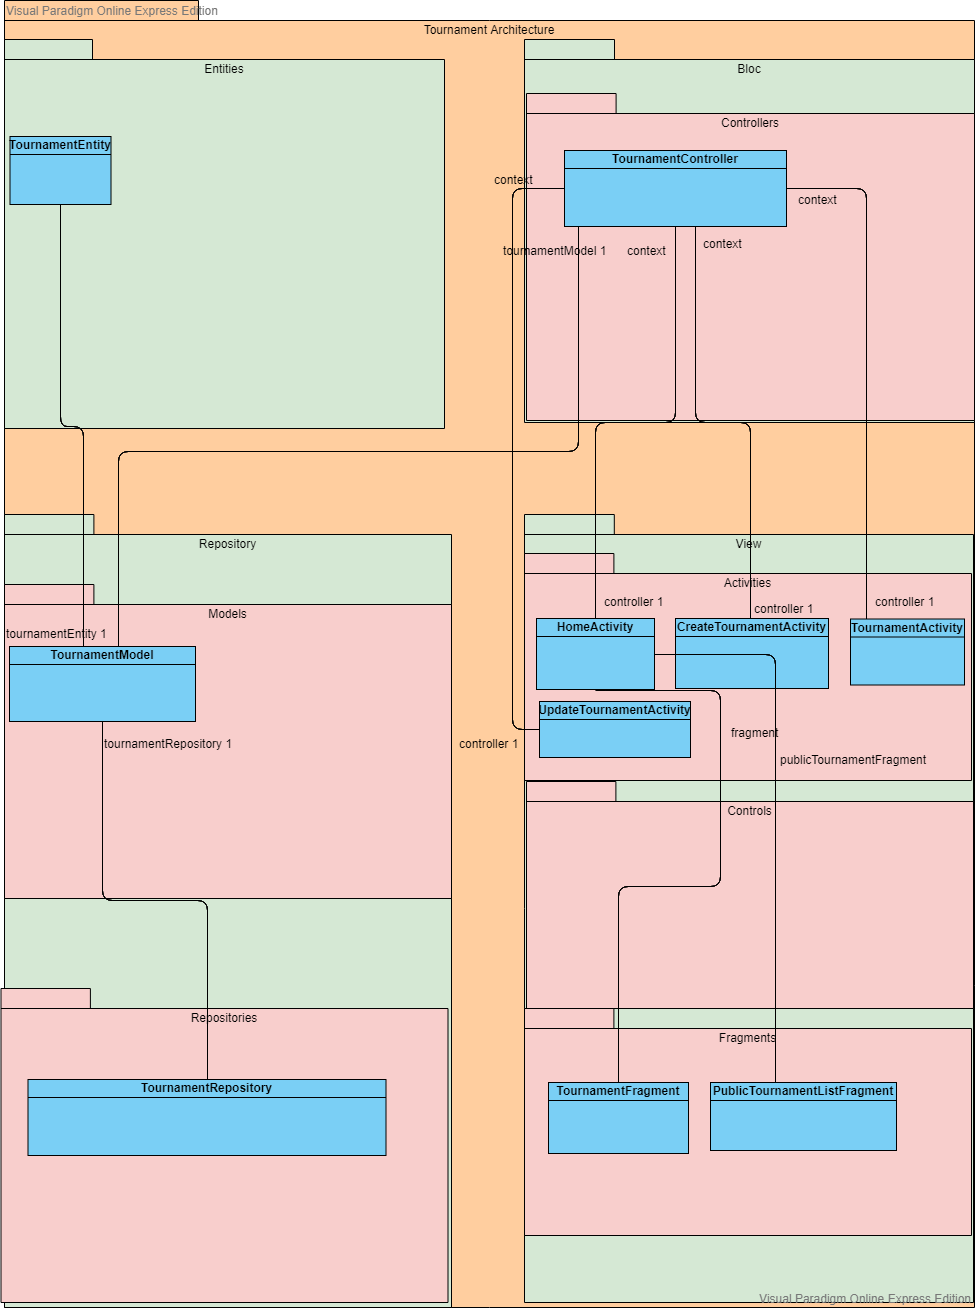 Visual Paradigm Online Express Edition
Tournament Architecture
Entities
Bloc
Controllers
TournamentEntity
TournamentController
context
context
tournamentModel 1
context
context
Repository
View
Activities
Models
controller 1
controller 1
controller 1
tournamentEntity 1
HomeActivity
CreateTournamentActivity
TournamentActivity
TournamentModel
UpdateTournamentActivity
tournamentRepository 1
controller 1
fragment
publicTournamentFragment
Controls
Repositories
Fragments
TournamentRepository
TournamentFragment
PublicTournamentListFragment
Visual Paradigm Online Express Edition